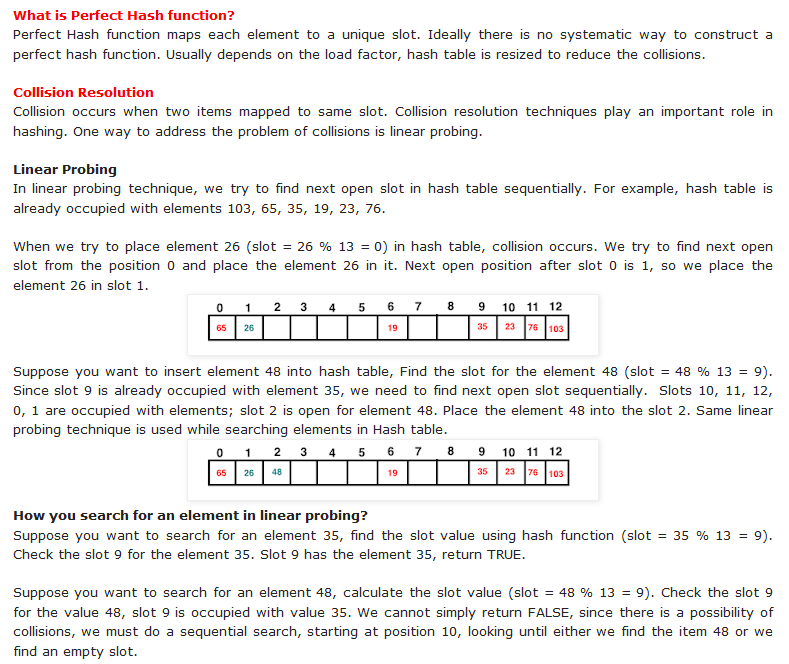 What is Perfect Hash function?
Perfect Hash function maps each element to a unique slot. Ideally there is no systematic way to construct a
perfect hash function. Usually depends on the load factor, hash table is resized to reduce the collisions.
Collision Resolution
Collision occurs when two items mapped to same slot. Collision resolution techniques play an important role in
hashing. One way to address the problem of collisions is linear probing.
Linear Probing
In linear probing technique, we try to find next open slot in hash table sequentially. For example, hash table is
already occupied with elements 103, 65, 35, 19, 23, 76.
When we try to place element 26 (slot = 26 % 13 = 0) in hash table, collision occurs. We try to find next open
slot from the position 0 and place the element 26 in it. Next open position after slot 0 is 1, so we place the
element 26 in slot 1.
0 1 2 3 4 5 6 7 8 9 10 11 12
65 26 19 35 23 76 103
Suppose you want to insert element 48 into hash table, Find the slot for the element 48 (slot = 48 % 13 = 9).
Since slot 9 is already occupied with element 35, we need to find next open slot sequentially. Slots 10, 11, 12,
0, 1 are occupied with elements; slot 2 is open for element 48. Place the element 48 into the slot 2. Same linear
probing technique is used while searching elements in Hash table.
0 1 2 3 4 5 6 7 8 9 10 11 12
65 26 48 19 35 23 76 103
How you search for an element in linear probing?
Suppose you want to search for an element 35, find the slot value using hash function (slot = 35 % 13 = 9).
Check the slot 9 for the element 35. Slot 9 has the element 35, return TRUE.
Suppose you want to search for an element 48, calculate the slot value (slot = 48 % 13 = 9). Check the slot 9
for the value 48, slot 9 is occupied with value 35. We cannot simply return FALSE, since there is a possibility of
collisions, we must do a sequential search, starting at position 10, looking until either we find the item 48 or we
find an empty slot.